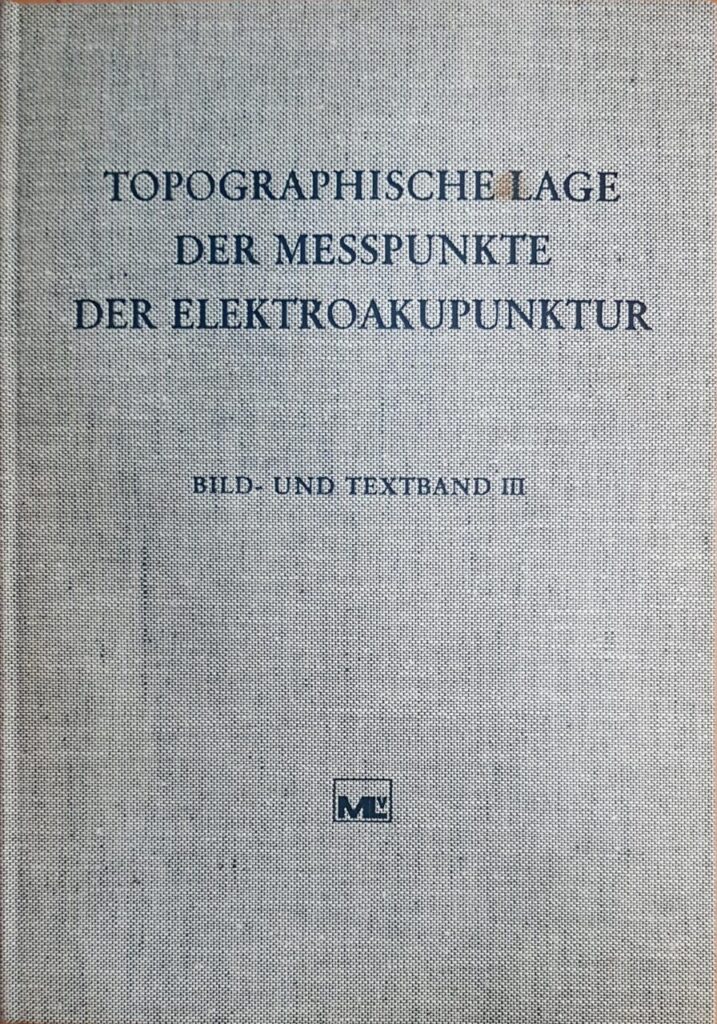 TOPOGRAPHISCHE LAGE
DER MESSPUNKTE
DER ELEKTROAKUPUNKTUR
BILD- UND TEXTBAND III
MLV